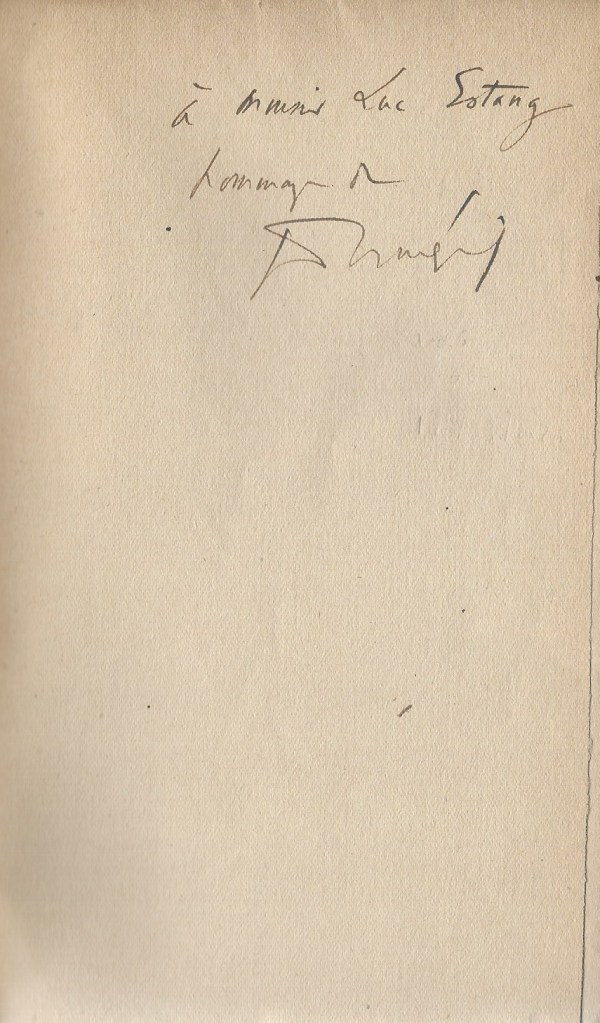 à monsieur Luc Estang
hommage de